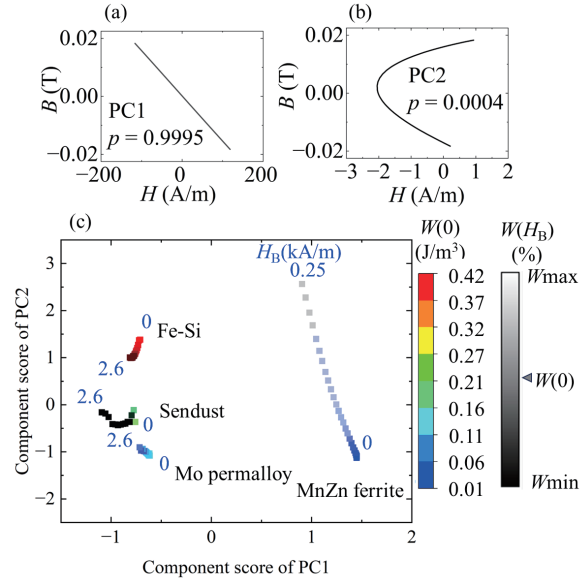 (a)
B (T)
0.02
0.00
−0.02
PC1
p = 0.9995
−200
0
200
H (A/m)
(b)
B (T)
0.02
0.00
−0.02
PC2
p = 0.0004
−3 −2 −1 0 1 2
H (A/m)
(c)
Component score of PC2
3
2
1
0
−1
−2
H_B(kA/m)
0.25
0
Fe-Si
2.6
2.6
Sendust
0
2.6
0
Mo permalloy
0
MnZn ferrite
−1
0
1
2
Component score of PC1
W(0)
(J/m³)
0.42
0.37
0.32
0.27
0.21
0.16
0.11
0.06
0.01
W(H_B)
(%)
Wmax
W(0)
Wmin